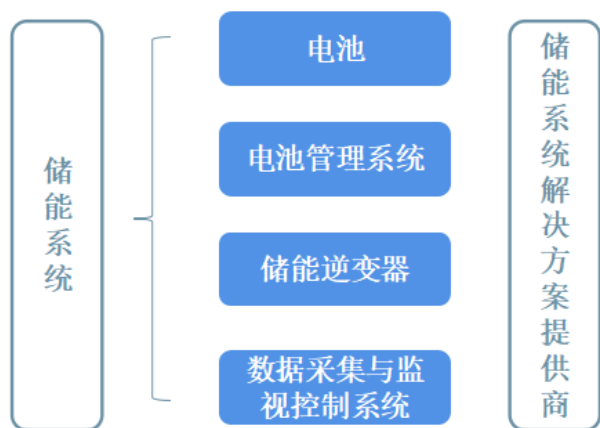 储能系统
电池
电池管理系统
储能逆变器
数据采集与监
视控制系统
储能系统解决方案提供商